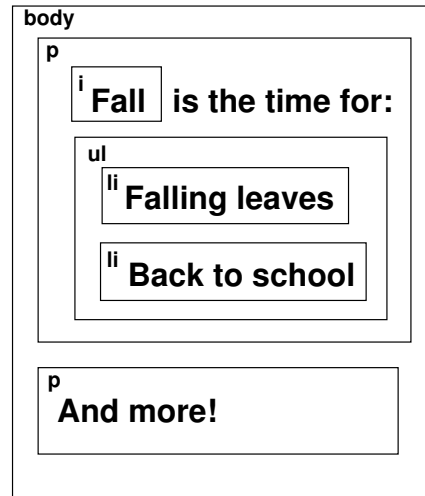 body
p
i Fall is the time for:
ul
li Falling leaves
li Back to school
p
And more!